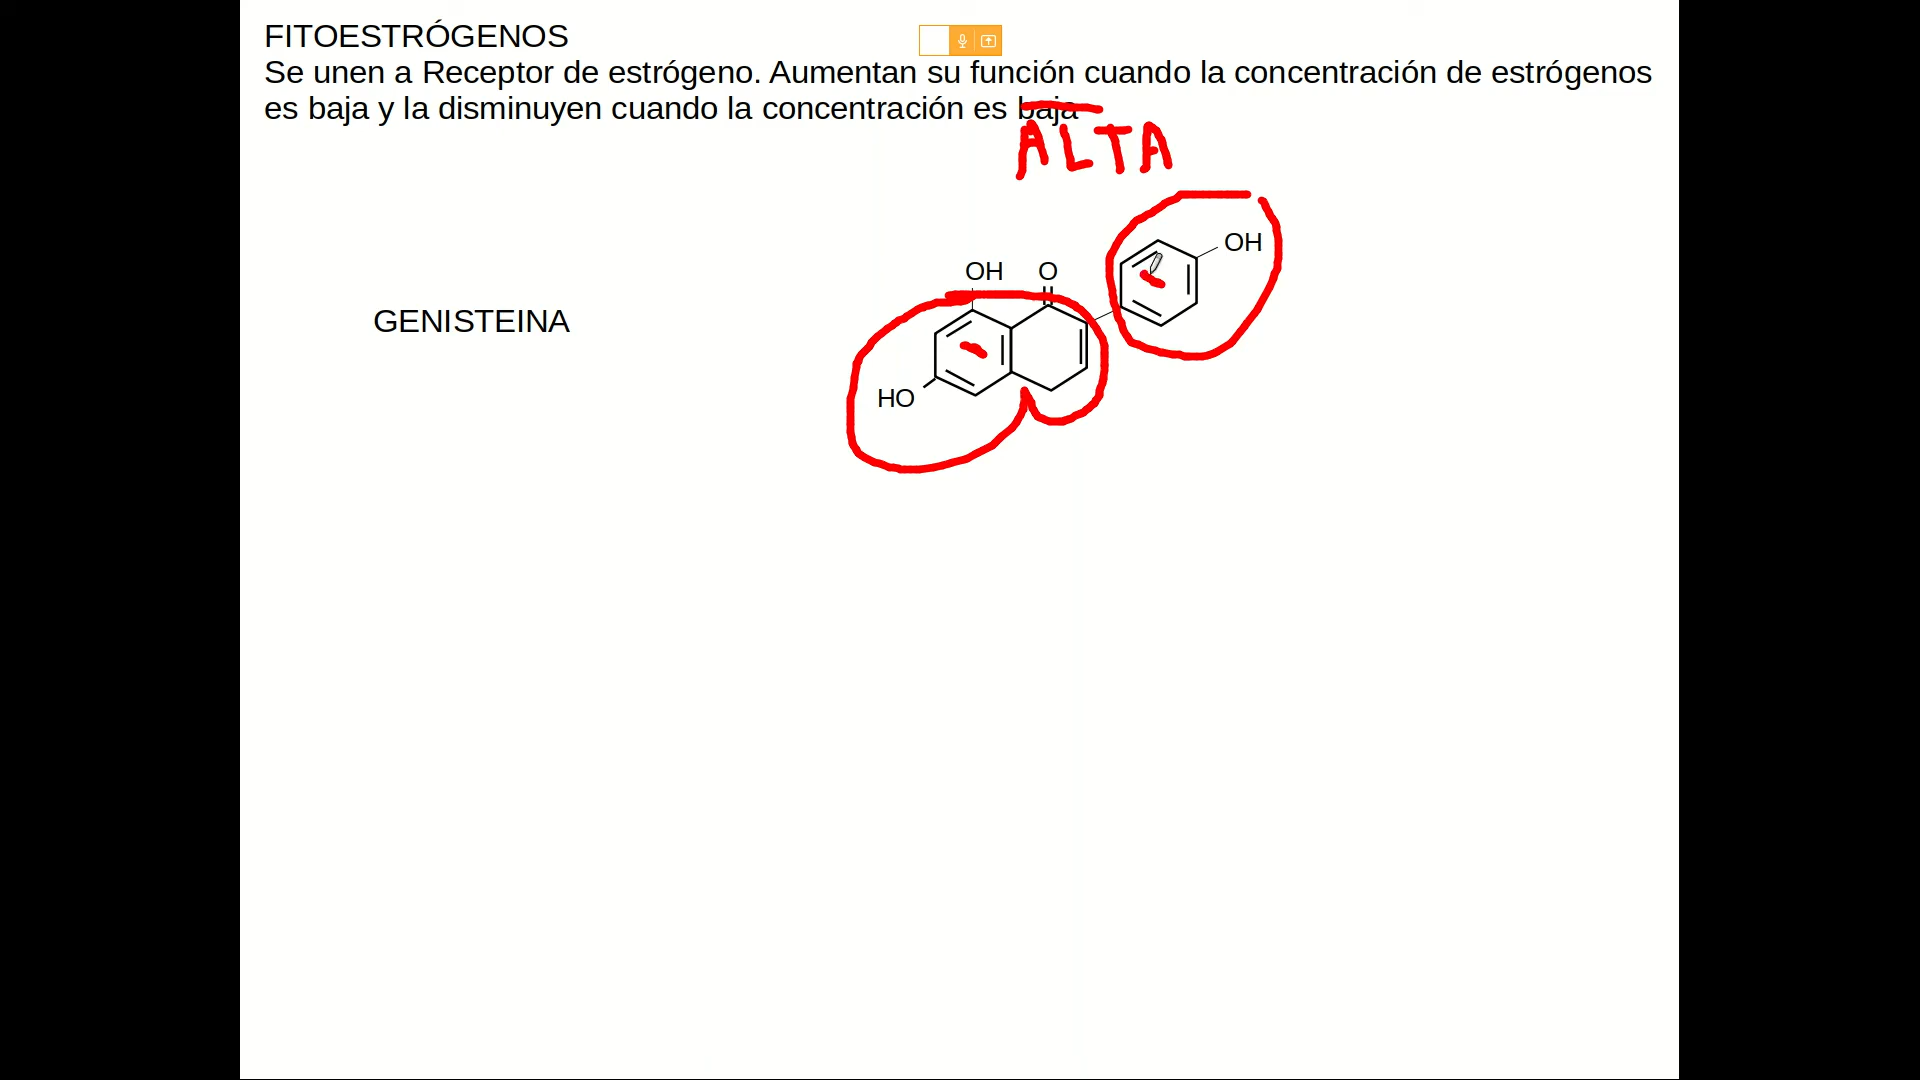 FITOESTRÓGENOS
Se unen a Receptor de estrógeno. Aumentan su función cuando la concentración de estrógenos
es baja y la disminuyen cuando la concentración es baja
ALTA
OH
OH O
GENISTEINA
HO